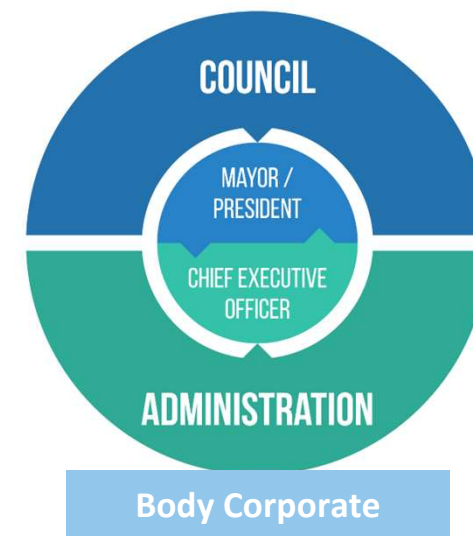 COUNCIL
MAYOR /
PRESIDENT
CHIEF EXECUTIVE
OFFICER
ADMINISTRATION
Body Corporate